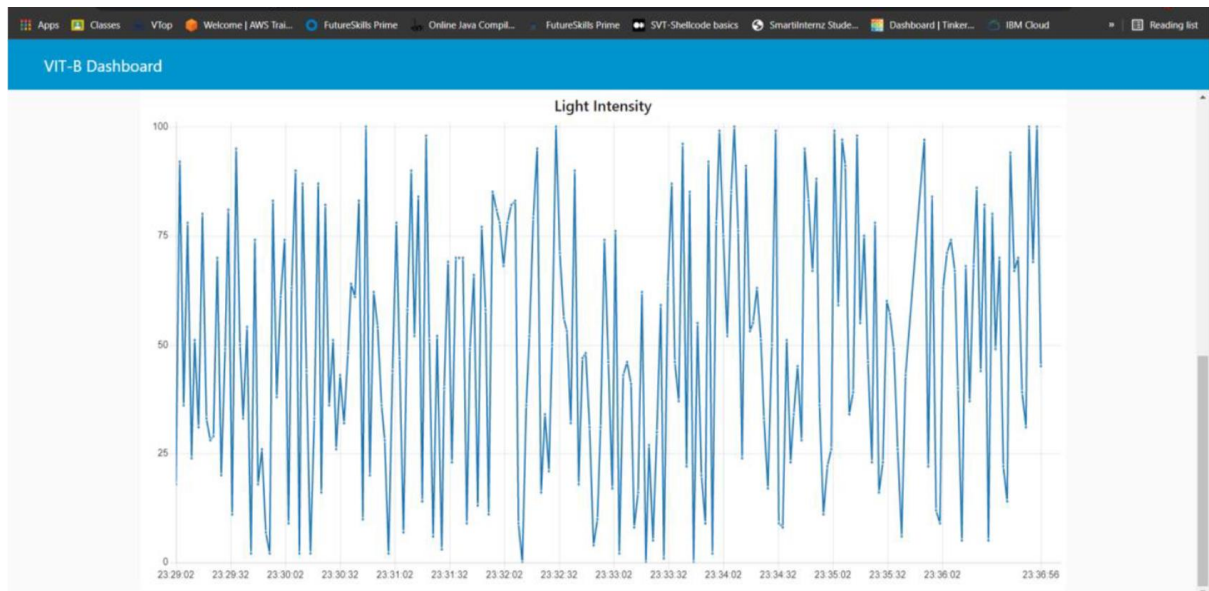 Apps Classes VTop Welcome | AWS Trai... FutureSkills Prime Online Java Compil... FutureSkills Prime SVT-Shellcode basics SmartiInternz Stude... Dashboard | Tinker... IBM Cloud » Reading list
VIT-B Dashboard
Light Intensity
100
75
50
25
0
23:29:02 23:29:32 23:30:02 23:30:32 23:31:02 23:31:32 23:32:02 23:32:32 23:33:02 23:33:32 23:34:02 23:34:32 23:35:02 23:35:32 23:36:02 23:36:56